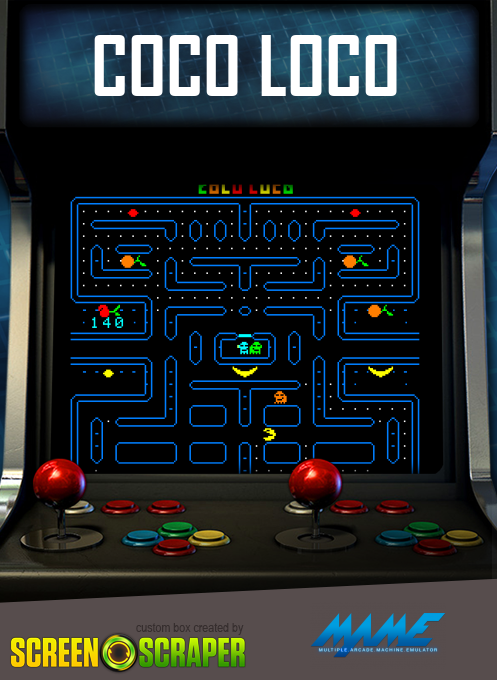 COCO LOCO
COCO LOCO
140
custom box created by
SCREEN SCRAPER
MAME
MULTIPLE ARCADE MACHINE EMULATOR